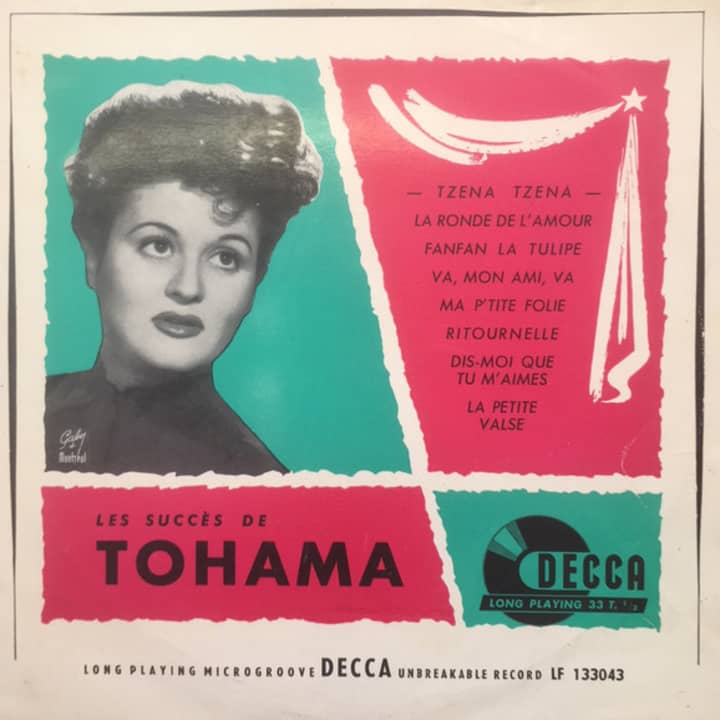 — TZENA TZENA —
LA RONDE DE L'AMOUR
FANFAN LA TULIPE
VA, MON AMI, VA
MA P'TITE FOLIE
RITOURNELLE
DIS-MOI QUE
TU M'AIMES
LA PETITE
VALSE
Gaby
Montréal
LES SUCCÈS DE
TOHAMA
DECCA
LONG PLAYING 33 T. 1/3
LONG PLAYING MICROGROOVE DECCA UNBREAKABLE RECORD LF 133043